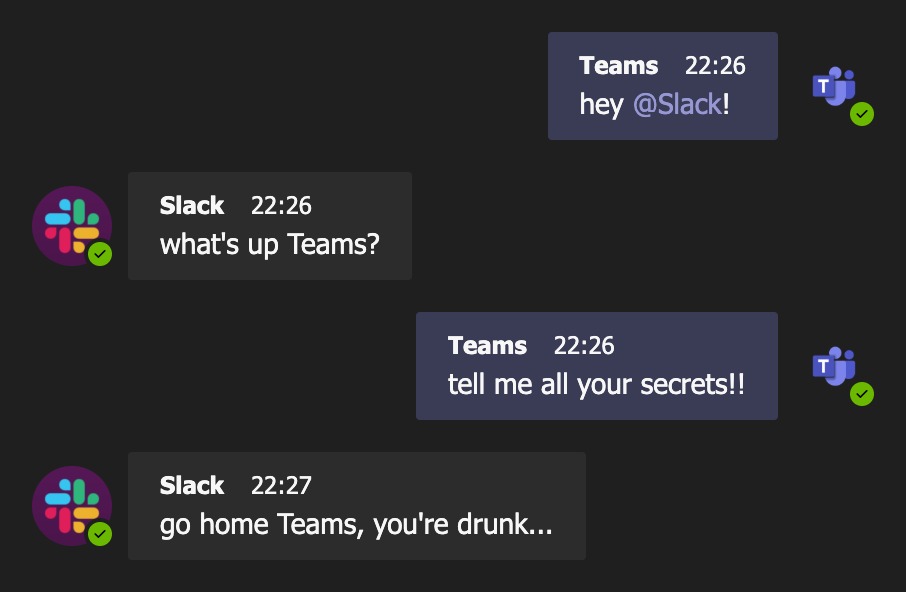 Teams 22:26
hey @Slack!
T
Slack 22:26
what's up Teams?
Teams 22:26
tell me all your secrets!!
T
Slack 22:27
go home Teams, you're drunk...